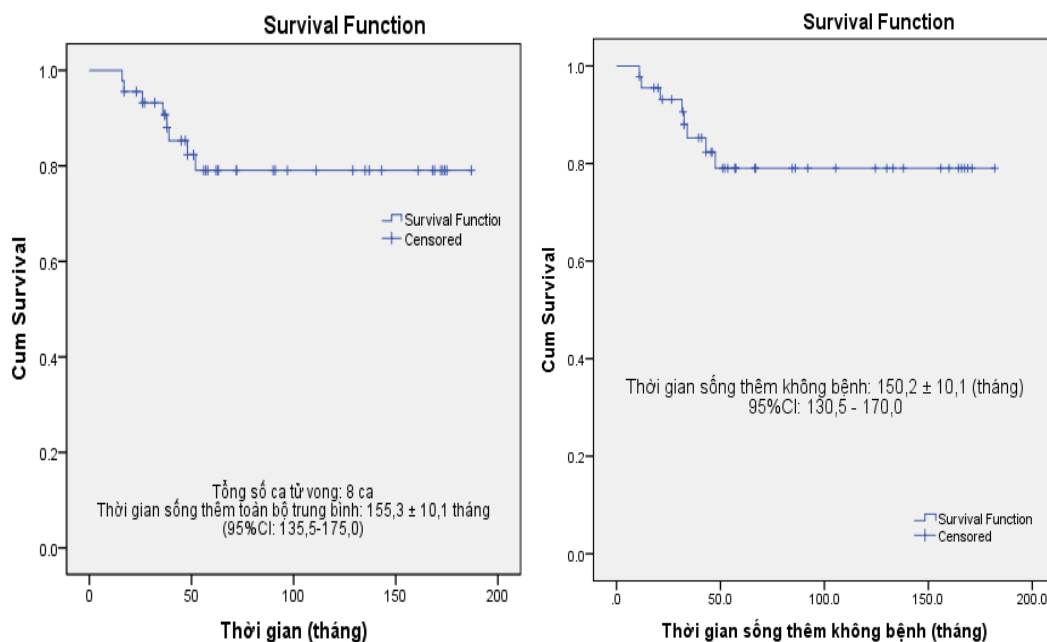 Survival Function
1.0
0.8
0.6
0.4
0.2
0.0
Cum Survival
Survival Function
Censored
Tổng số ca tử vong: 8 ca
Thời gian sống thêm toàn bộ trung bình: 155,3 ± 10,1 tháng
(95%CI: 135,5-175,0)
0 50 100 150 200
Thời gian (tháng)
Survival Function
1.0
0.8
0.6
0.4
0.2
0.0
Cum Survival
Thời gian sống thêm không bệnh: 150,2 ± 10,1 (tháng)
95%CI: 130,5 - 170,0
Survival Function
Censored
.0 50.0 100.0 150.0 200.0
Thời gian sống thêm không bệnh (tháng)